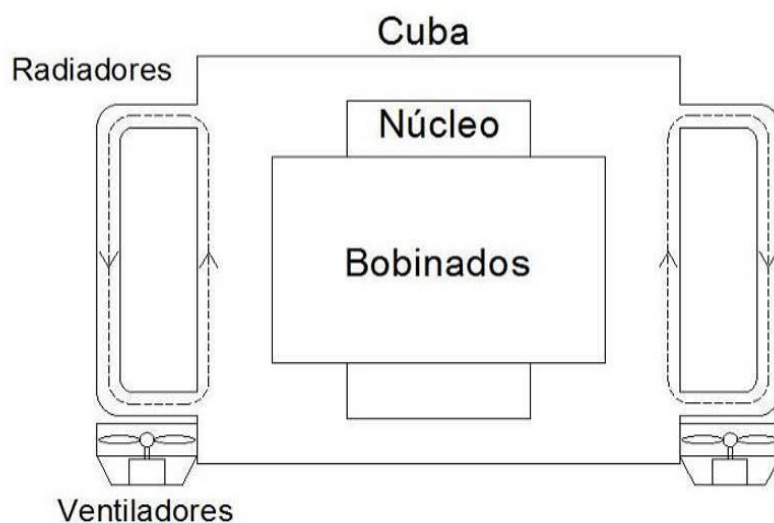 Cuba
Radiadores
Núcleo
Bobinados
Ventiladores